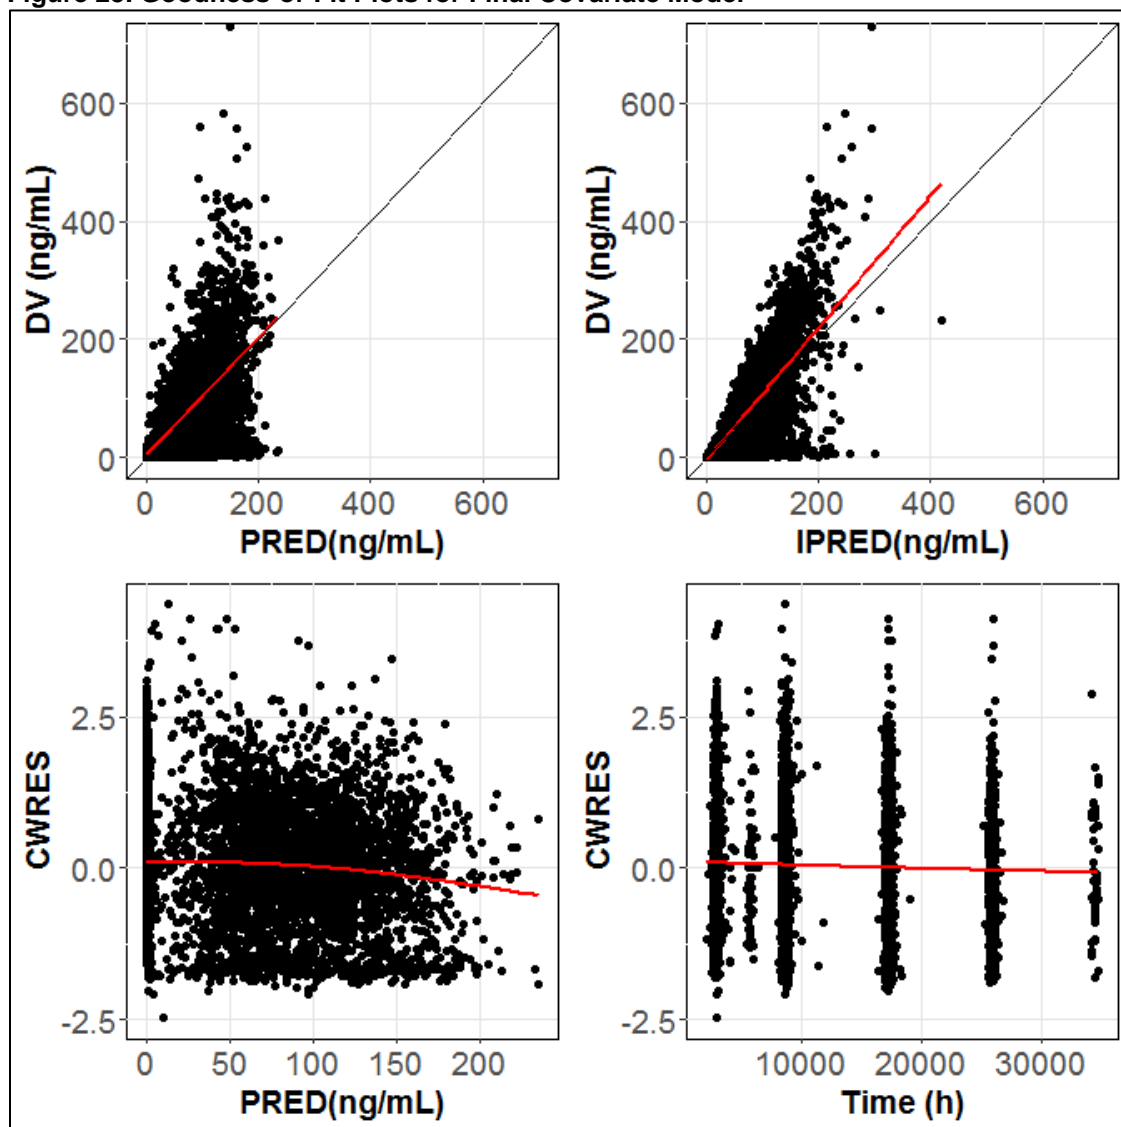 Figure 23: Goodness-of-Fit Plots for Final Covariate Model
DV (ng/mL)
600
400
200
0
0 200 400 600
PRED(ng/mL)
DV (ng/mL)
600
400
200
0
0 200 400 600
IPRED(ng/mL)
CWRES
2.5
0.0
-2.5
0 50 100 150 200
PRED(ng/mL)
CWRES
2.5
0.0
-2.5
10000 20000 30000
Time (h)